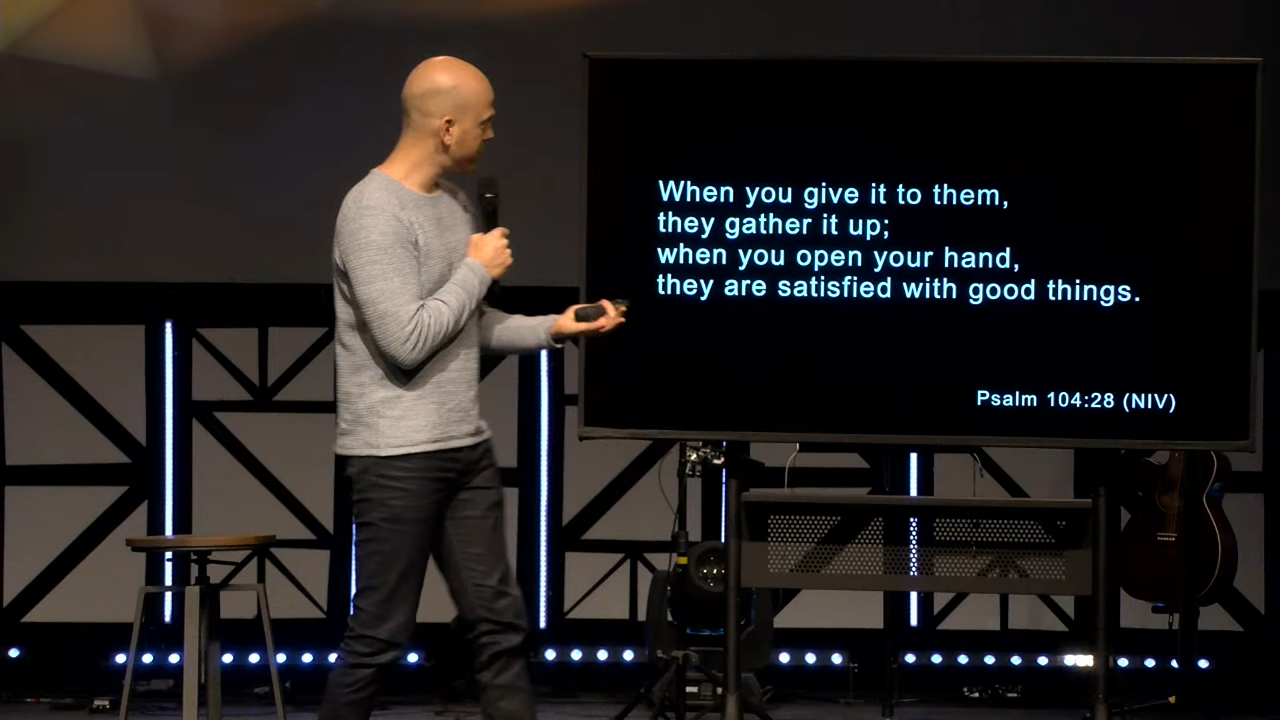 When you give it to them,
they gather it up;
when you open your hand,
they are satisfied with good things.
Psalm 104:28 (NIV)